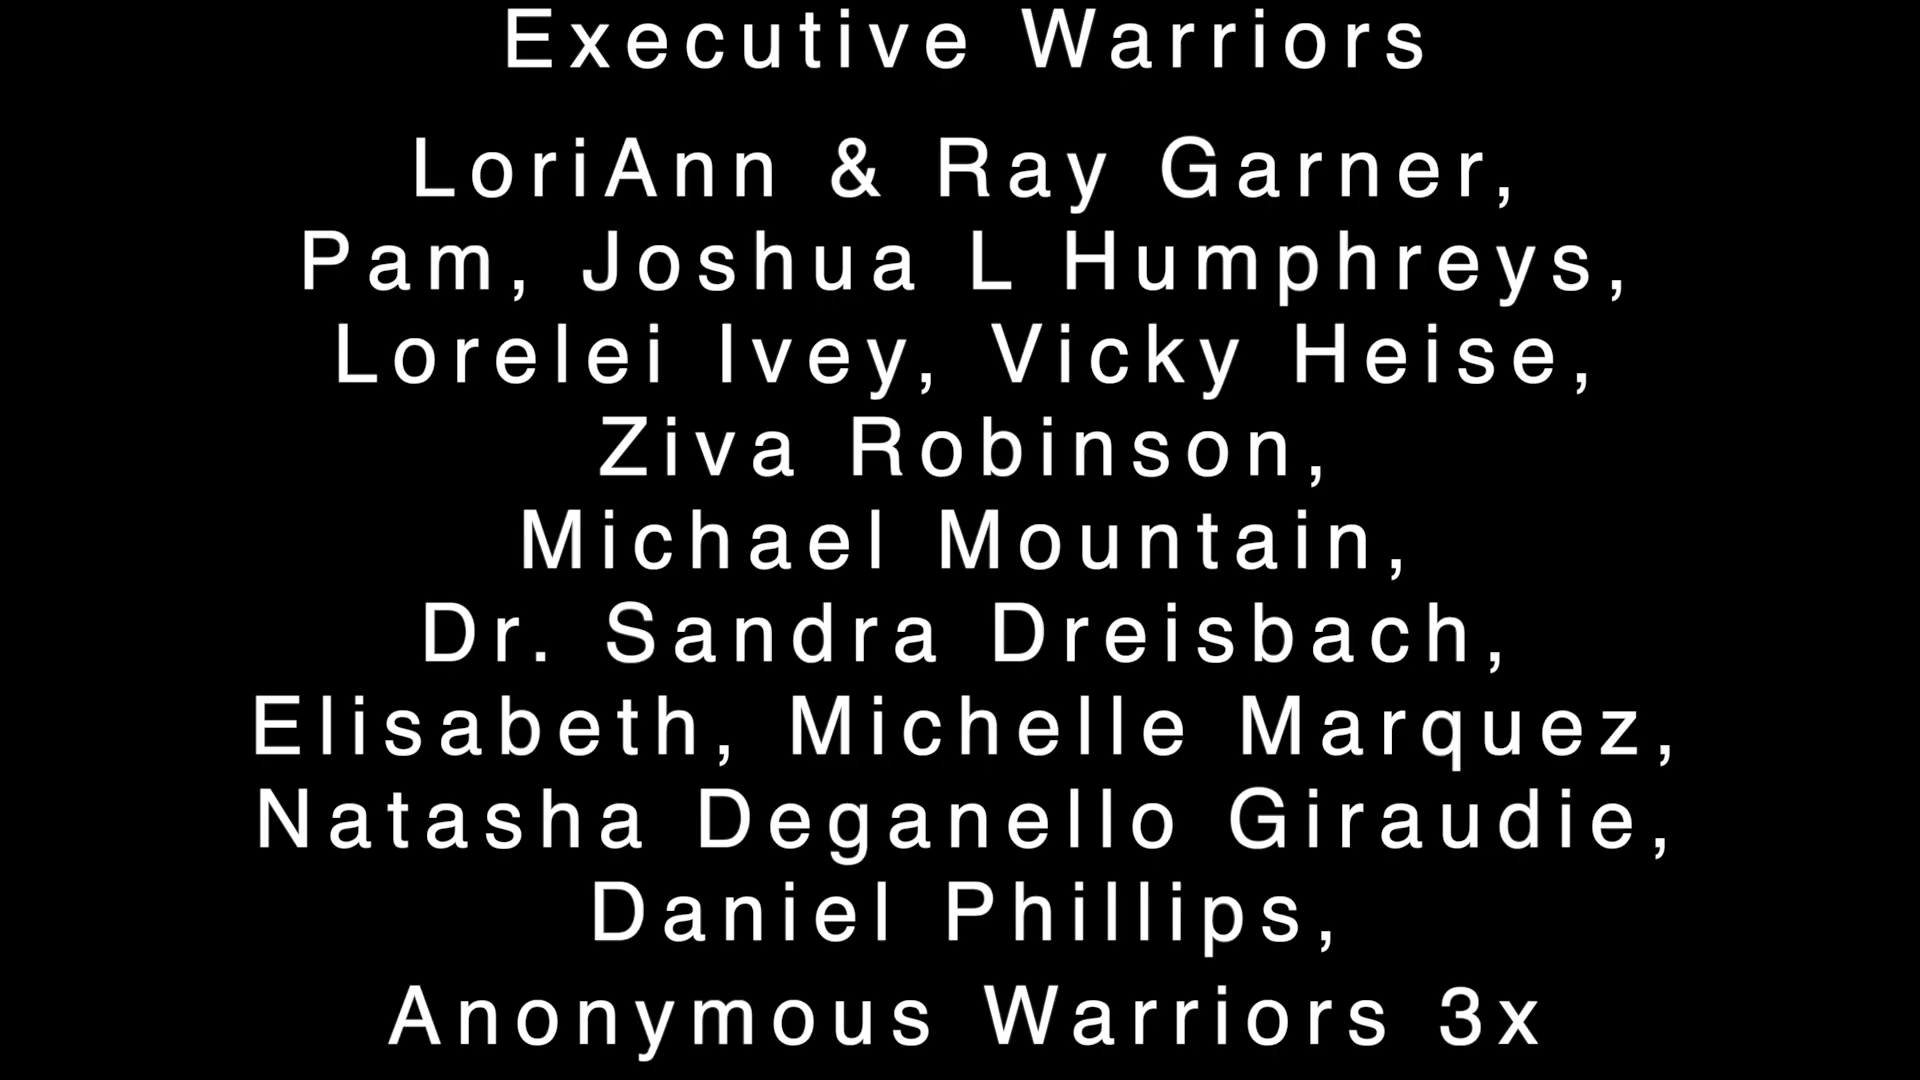 Executive Warriors
LoriAnn & Ray Garner,
Pam, Joshua L Humphreys,
Lorelei Ivey, Vicky Heise,
Ziva Robinson,
Michael Mountain,
Dr. Sandra Dreisbach,
Elisabeth, Michelle Marquez,
Natasha Deganello Giraudie,
Daniel Phillips,
Anonymous Warriors 3x